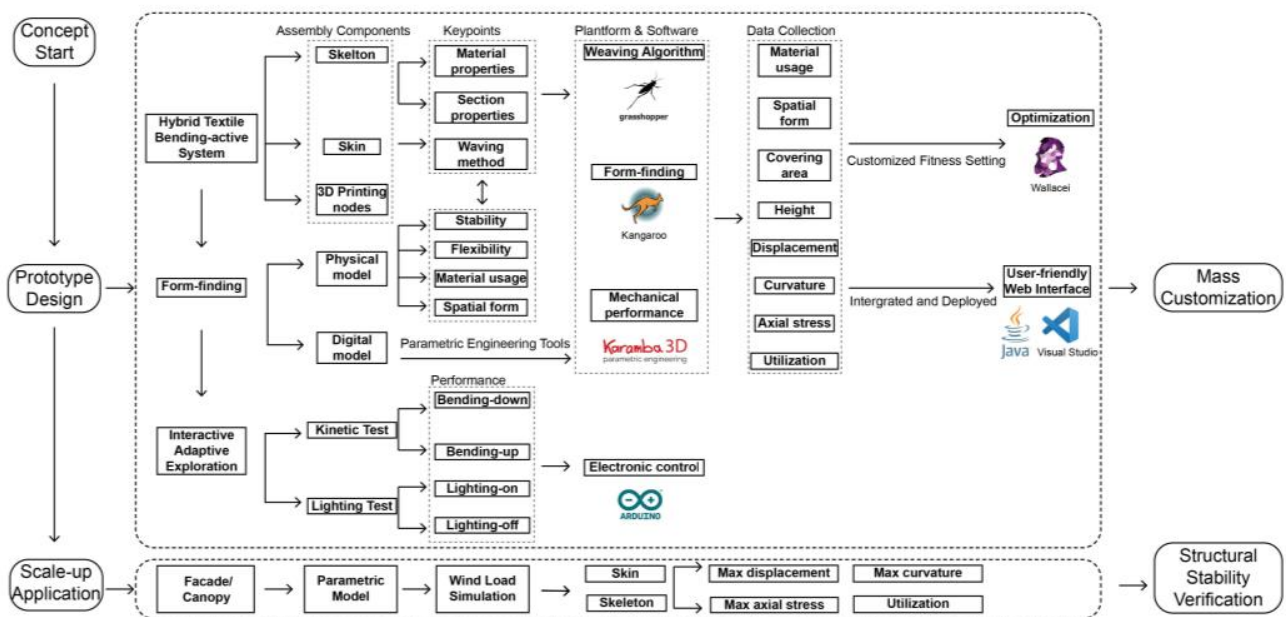 Concept
Start
Prototype
Design
Scale-up
Application
Assembly Components
Keypoints
Plantform & Software
Data Collection
Hybrid Textile
Bending-active
System
Skelton
Skin
3D Printing
nodes
Material
properties
Section
properties
Waving
method
Weaving Algorithm
grasshopper
Form-finding
Kangaroo
Mechanical
performance
Karamba 3D
parametric engineering
Material
usage
Spatial
form
Covering
area
Height
Displacement
Curvature
Axial stress
Utilization
Customized Fitness Setting
Optimization
Wallacei
Intergrated and Deployed
User-friendly
Web Interface
Java
Visual Studio
Mass
Customization
Form-finding
Physical
model
Digital
model
Stability
Flexibility
Material usage
Spatial form
Parametric Engineering Tools
Interactive
Adaptive
Exploration
Kinetic Test
Lighting Test
Performance
Bending-down
Bending-up
Lighting-on
Lighting-off
Electronic control
ARDUINO
Facade/
Canopy
Parametric
Model
Wind Load
Simulation
Skin
Skeleton
Max displacement
Max curvature
Max axial stress
Utilization
Structural
Stability
Verification